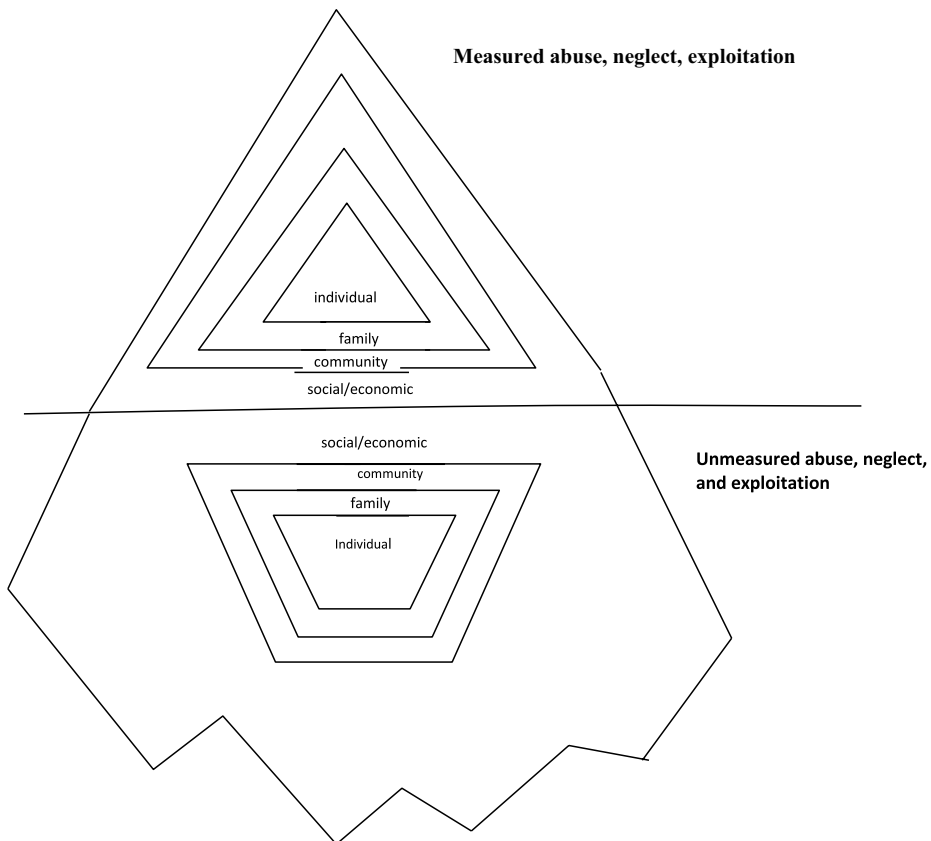 Measured abuse, neglect, exploitation
individual
family
community
social/economic
social/economic
Unmeasured abuse, neglect,
and exploitation
community
family
Individual